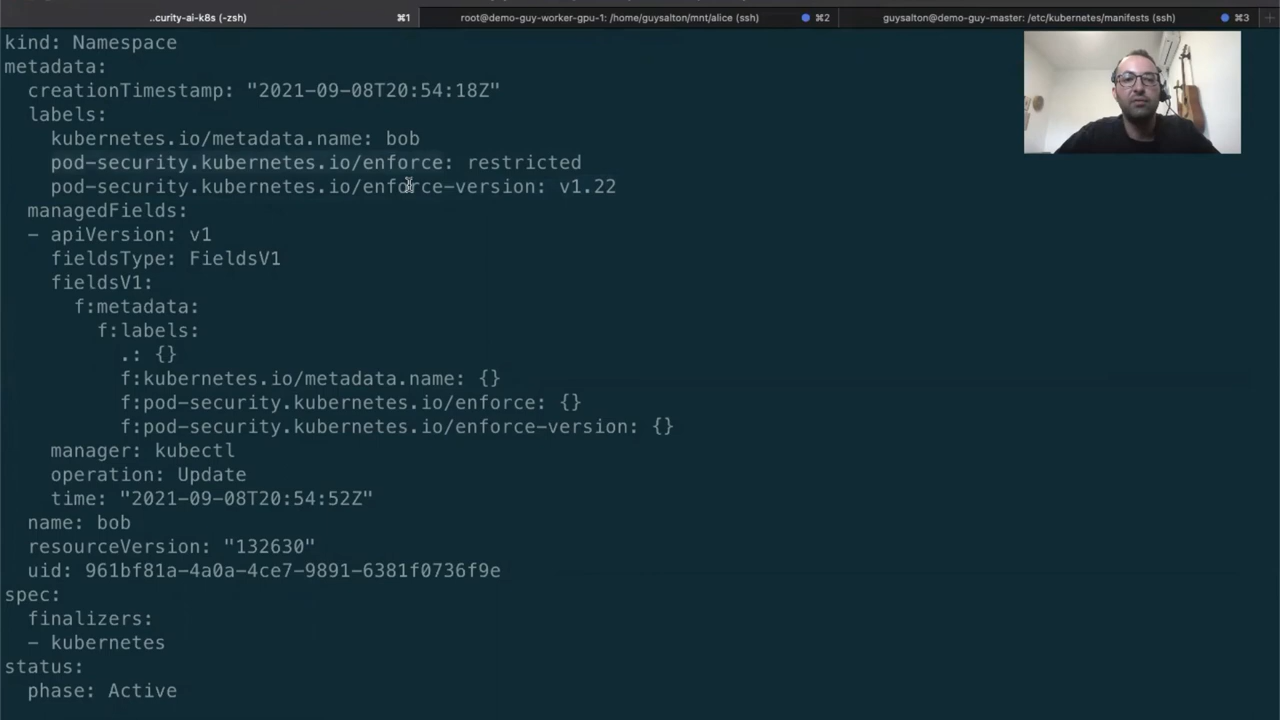 ..curity-ai-k8s (-zsh) ⌘1 root@demo-guy-worker-gpu-1: /home/guysalton/mnt/alice (ssh) ⌘2 guysalton@demo-guy-master: /etc/kubernetes/manifests (ssh) ⌘3 +
kind: Namespace
metadata:
  creationTimestamp: "2021-09-08T20:54:18Z"
  labels:
    kubernetes.io/metadata.name: bob
    pod-security.kubernetes.io/enforce: restricted
    pod-security.kubernetes.io/enforce-version: v1.22
  managedFields:
  - apiVersion: v1
    fieldsType: FieldsV1
    fieldsV1:
      f:metadata:
        f:labels:
          .: {}
          f:kubernetes.io/metadata.name: {}
          f:pod-security.kubernetes.io/enforce: {}
          f:pod-security.kubernetes.io/enforce-version: {}
    manager: kubectl
    operation: Update
    time: "2021-09-08T20:54:52Z"
  name: bob
  resourceVersion: "132630"
  uid: 961bf81a-4a0a-4ce7-9891-6381f0736f9e
spec:
  finalizers:
  - kubernetes
status:
  phase: Active